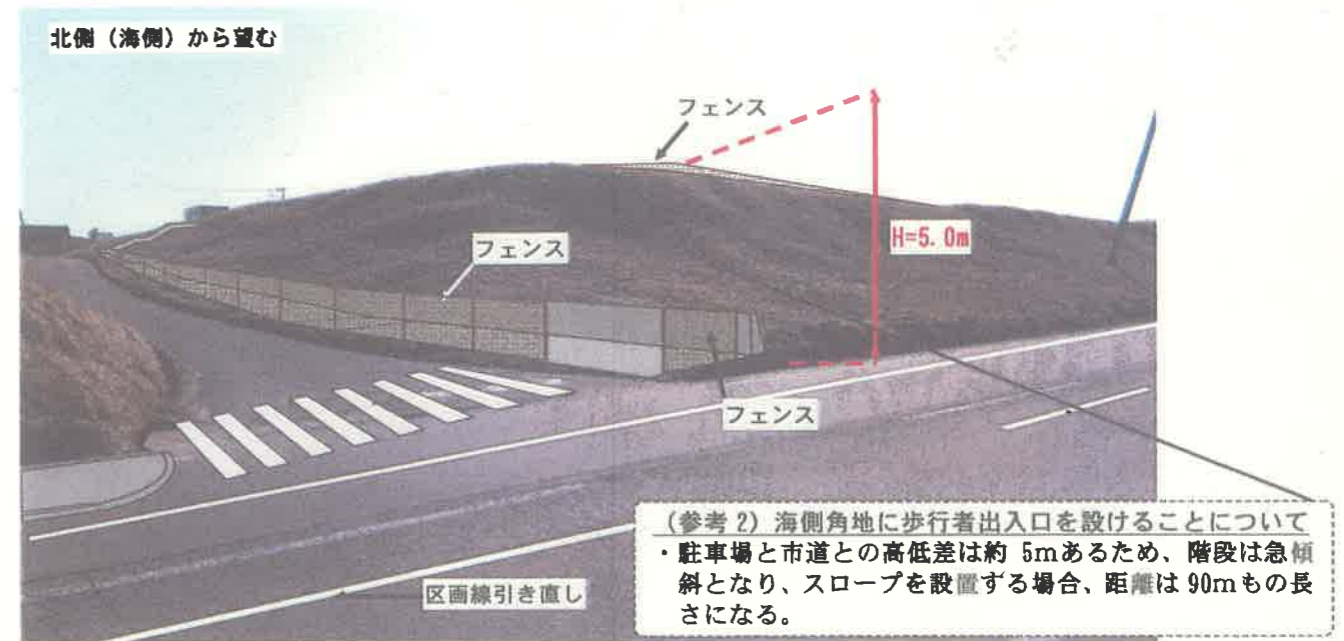 北側（海側）から望む
フェンス
フェンス
H=5.0m
フェンス
（参考2）海側角地に歩行者出入口を設けることについて
・駐車場と市道との高低差は約 5mあるため、階段は急傾
斜となり、スロープを設置する場合、距離は90mもの長
さになる。
区画線引き直し